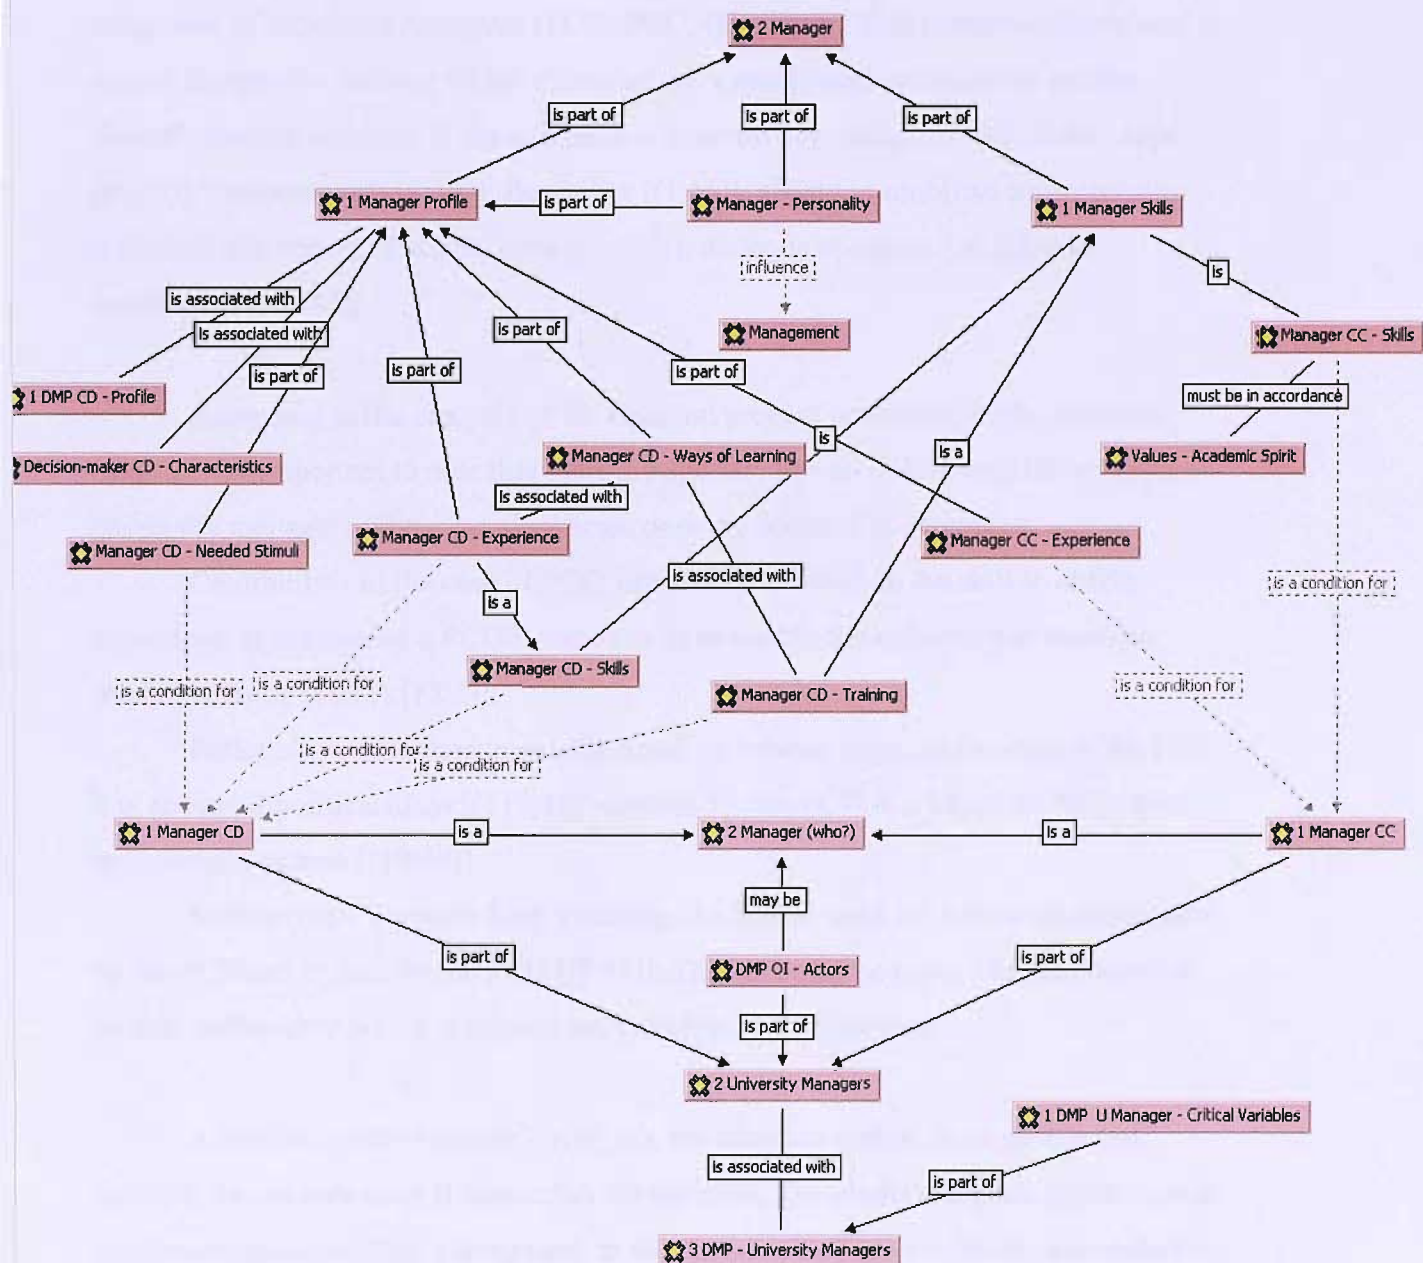 2 Manager
is part of
is part of
is part of
1 Manager Profile
is part of
Manager - Personality
1 Manager Skills
is
influence
is associated with
is associated with
is part of
Management
Manager CC - Skills
is part of
is part of
is part of
1 DMP CD - Profile
must be in accordance
is
is a
Decision-maker CD - Characteristics
Manager CD - Ways of Learning
Values - Academic Spirit
is associated with
Manager CD - Needed Stimuli
Manager CD - Experience
Manager CC - Experience
is a
is associated with
is a condition for
Manager CD - Skills
Manager CD - Training
is a condition for
is a condition for
is a condition for
is a condition for
is a condition for
1 Manager CD
is a
2 Manager (who?)
is a
1 Manager CC
may be
is part of
DMP OI - Actors
is part of
is part of
2 University Managers
1 DMP U Manager - Critical Variables
is associated with
is part of
3 DMP - University Managers